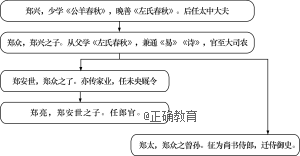 郑兴，少学《公羊春秋》，晚善《左氏春秋》。后任太中大夫
郑众，郑兴之子。从父学《左氏春秋》，兼通《易》《诗》，官至大司农
郑安世，郑众之子。亦传家业，任未央厩令
郑亮，郑安世之子。任郎官。
@正确教育
郑太，郑众之曾孙。征为尚书侍郎，迁侍御史。